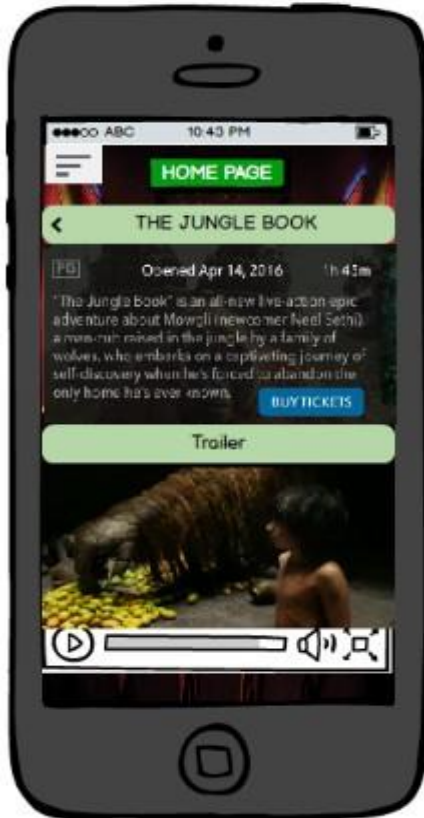 ABC 10:43 PM
HOME PAGE
THE JUNGLE BOOK
PG Opened Apr 14, 2016 1h 45m
"The Jungle Book" is an all-new live-action epic
adventure about Mowgli (newcomer Neel Sethi),
a man-cub raised in the jungle by a family of
wolves, who embarks on a captivating journey of
self-discovery when he's forced to abandon the
only home he's ever known.
BUY TICKETS
Trailer